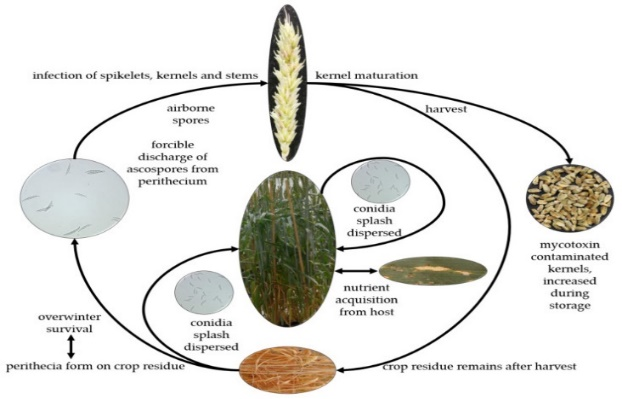 infection of spikelets, kernels and stems
kernel maturation
airborne
spores
harvest
forcible
discharge of
ascospores from
perithecium
conidia
splash
dispersed
mycotoxin
contaminated
kernels,
increased
during
storage
nutrient
acquisition
from host
conidia
splash
dispersed
overwinter
survival
perithecia form on crop residue
crop residue remains after harvest